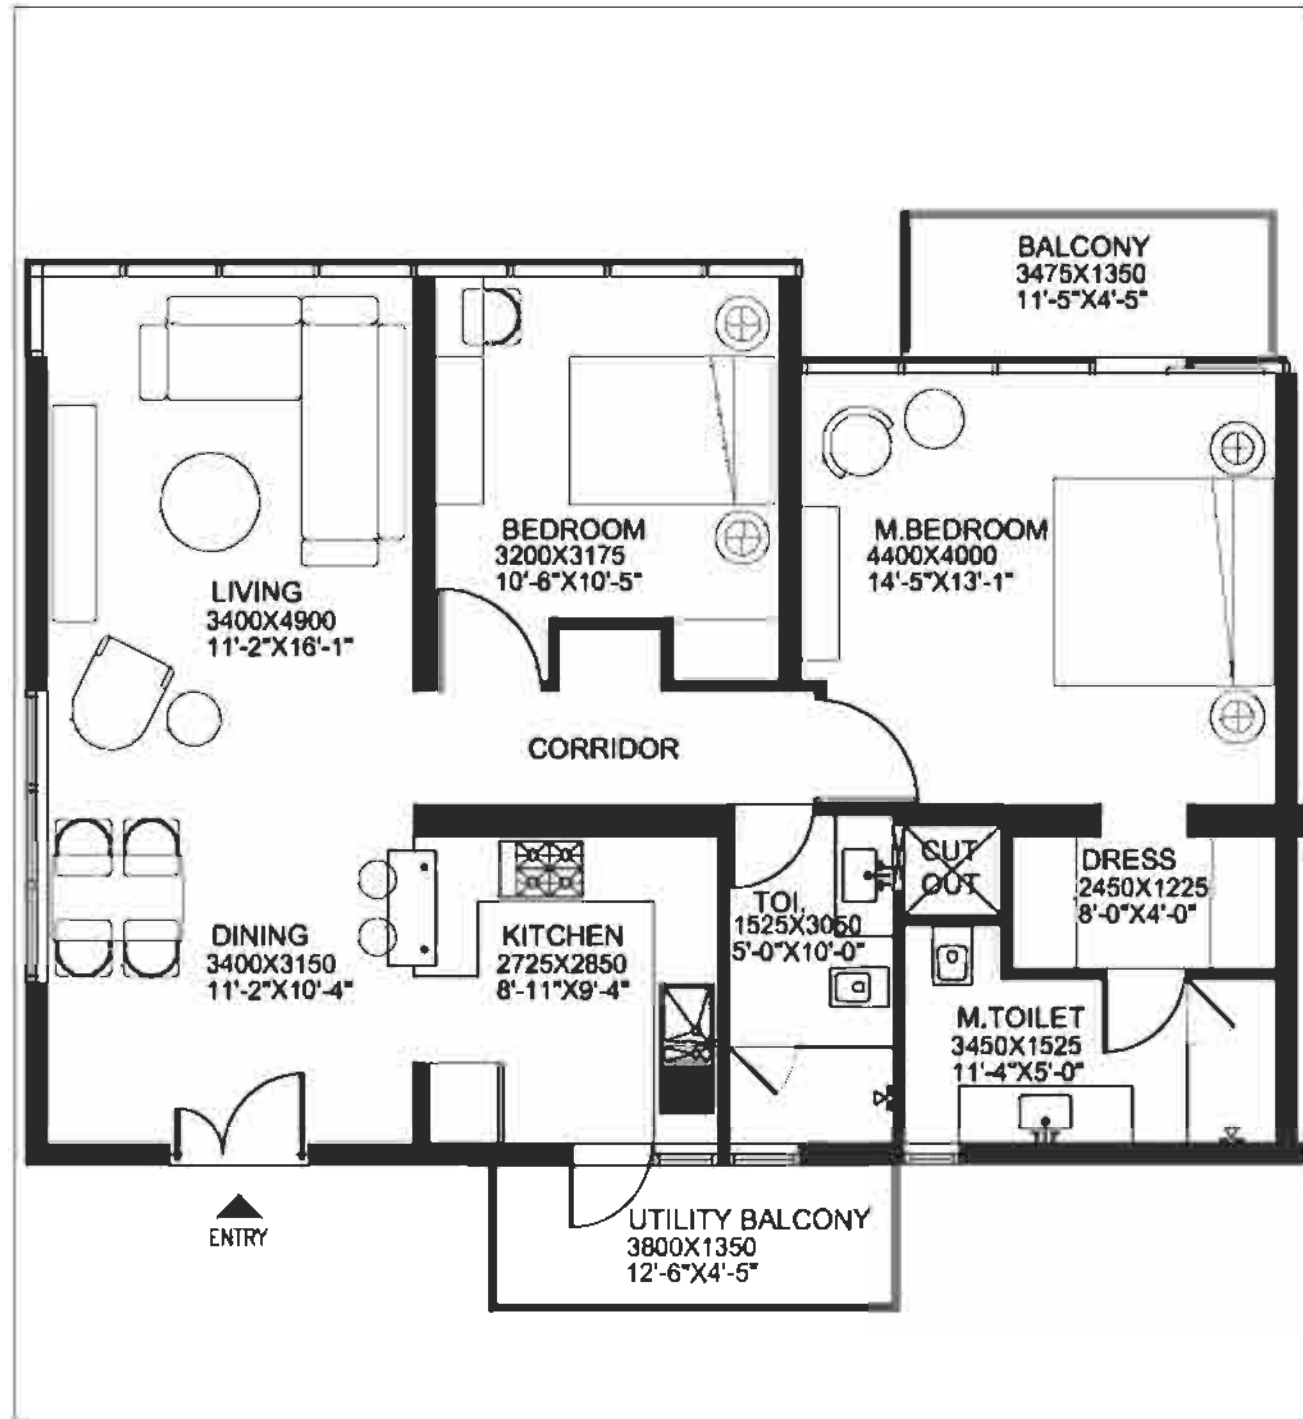 BALCONY
3475X1350
11'-5"X4'-5"
BEDROOM
3200X3175
10'-6"X10'-5"
M.BEDROOM
4400X4000
14'-5"X13'-1"
LIVING
3400X4900
11'-2"X16'-1"
CORRIDOR
CUT
OUT
DRESS
2450X1225
8'-0"X4'-0"
TOI.
1525X3050
5'-0"X10'-0"
DINING
3400X3150
11'-2"X10'-4"
KITCHEN
2725X2850
8'-11"X9'-4"
M.TOILET
3450X1525
11'-4"X5'-0"
ENTRY
UTILITY BALCONY
3800X1350
12'-6"X4'-5"